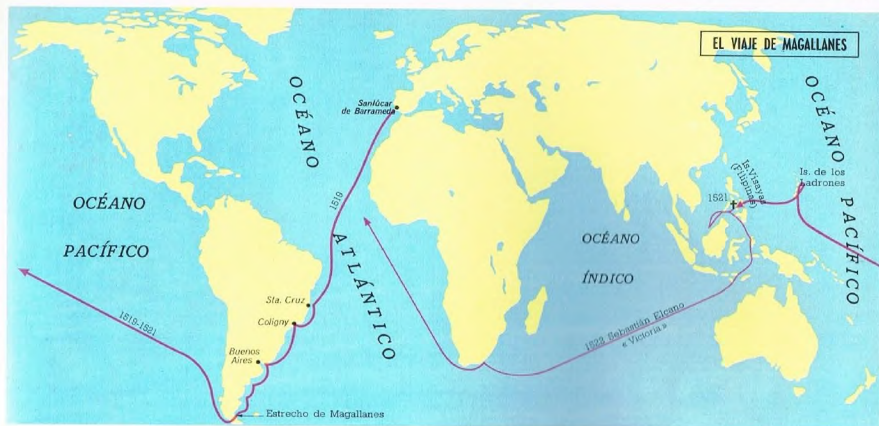 EL VIAJE DE MAGALLANES
OCÉANO
ATLÁNTICO
Sanlúcar
de Barrameda
1519
OCÉANO
PACÍFICO
Sta. Cruz
Coligny
Buenos
Aires
1519-1521
Estrecho de Magallanes
OCÉANO
ÍNDICO
1522 Sebastián Elcano
«Victoria»
1521
Is. Visayas
(Filipinas)
Is. de los
Ladrones
OCÉANO PACÍFICO